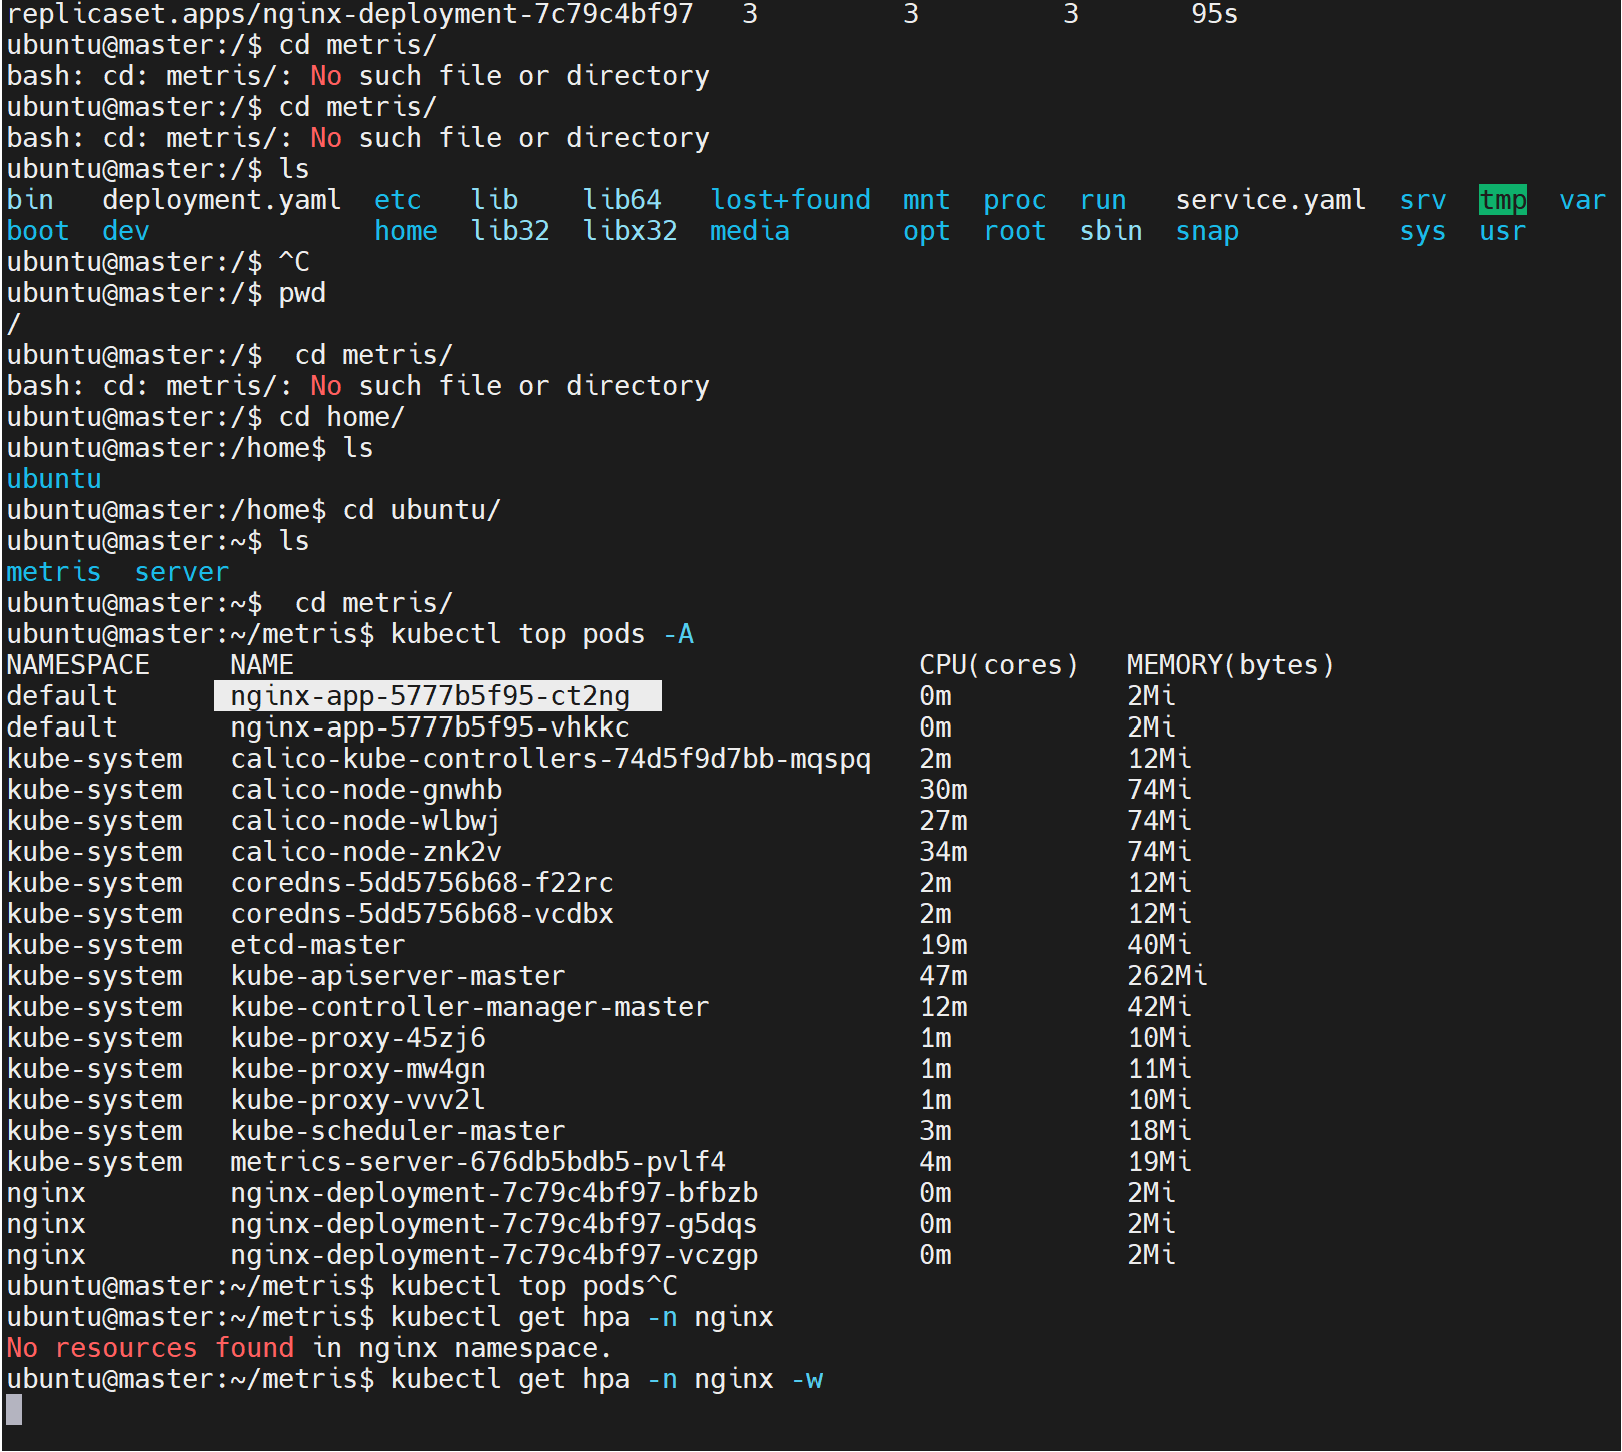 replicaset.apps/nginx-deployment-7c79c4bf97   3         3         3       95s
ubuntu@master:/$ cd metris/
bash: cd: metris/: No such file or directory
ubuntu@master:/$ cd metris/
bash: cd: metris/: No such file or directory
ubuntu@master:/$ ls
bin   deployment.yaml  etc   lib    lib64   lost+found  mnt  proc  run   service.yaml  srv  tmp  var
boot  dev              home  lib32  libx32  media       opt  root  sbin  snap          sys  usr
ubuntu@master:/$ ^C
ubuntu@master:/$ pwd
/
ubuntu@master:/$  cd metris/
bash: cd: metris/: No such file or directory
ubuntu@master:/$ cd home/
ubuntu@master:/home$ ls
ubuntu
ubuntu@master:/home$ cd ubuntu/
ubuntu@master:~$ ls
metris  server
ubuntu@master:~$  cd metris/
ubuntu@master:~/metris$ kubectl top pods -A
NAMESPACE     NAME                                       CPU(cores)   MEMORY(bytes)
default       nginx-app-5777b5f95-ct2ng                  0m           2Mi
default       nginx-app-5777b5f95-vhkkc                  0m           2Mi
kube-system   calico-kube-controllers-74d5f9d7bb-mqspq   2m           12Mi
kube-system   calico-node-gnwhb                          30m          74Mi
kube-system   calico-node-wlbwj                          27m          74Mi
kube-system   calico-node-znk2v                          34m          74Mi
kube-system   coredns-5dd5756b68-f22rc                   2m           12Mi
kube-system   coredns-5dd5756b68-vcdbx                   2m           12Mi
kube-system   etcd-master                                19m          40Mi
kube-system   kube-apiserver-master                      47m          262Mi
kube-system   kube-controller-manager-master             12m          42Mi
kube-system   kube-proxy-45zj6                           1m           10Mi
kube-system   kube-proxy-mw4gn                           1m           11Mi
kube-system   kube-proxy-vvv2l                           1m           10Mi
kube-system   kube-scheduler-master                      3m           18Mi
kube-system   metrics-server-676db5bdb5-pvlf4            4m           19Mi
nginx         nginx-deployment-7c79c4bf97-bfbzb          0m           2Mi
nginx         nginx-deployment-7c79c4bf97-g5dqs          0m           2Mi
nginx         nginx-deployment-7c79c4bf97-vczgp          0m           2Mi
ubuntu@master:~/metris$ kubectl top pods^C
ubuntu@master:~/metris$ kubectl get hpa -n nginx
No resources found in nginx namespace.
ubuntu@master:~/metris$ kubectl get hpa -n nginx -w